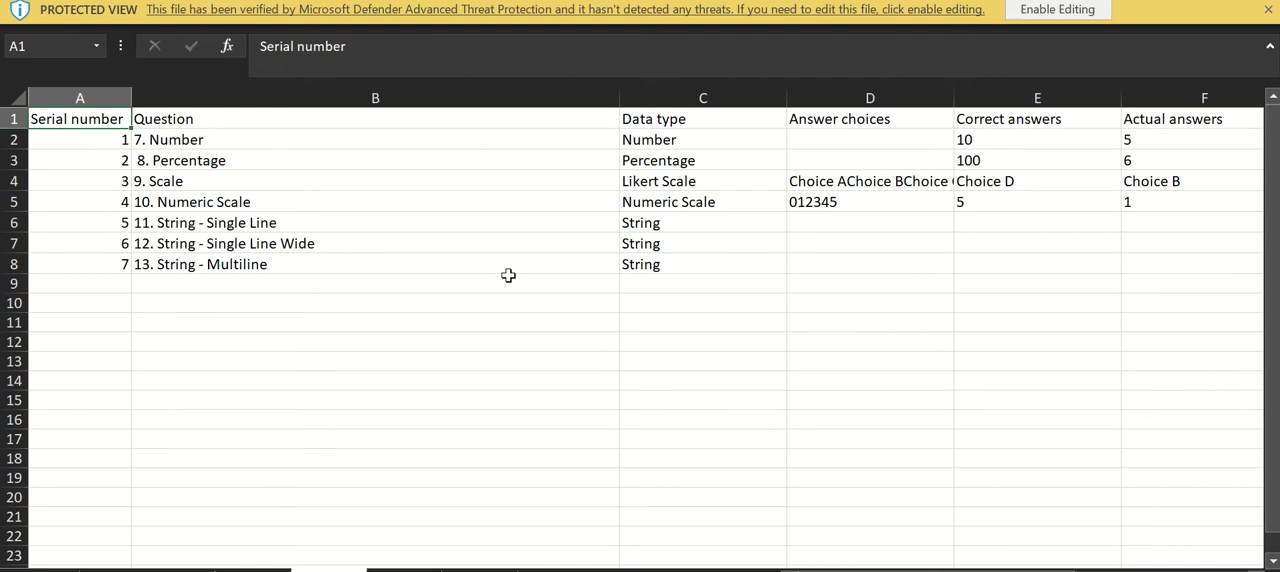 PROTECTED VIEW This file has been verified by Microsoft Defender Advanced Threat Protection and it hasn't detected any threats. If you need to edit this file, click enable editing. Enable Editing
A1 fx Serial number
A B C D E F
1 Serial number Question Data type Answer choices Correct answers Actual answers
2 1 7. Number Number 10 5
3 2 8. Percentage Percentage 100 6
4 3 9. Scale Likert Scale Choice AChoice BChoice Choice D Choice B
5 4 10. Numeric Scale Numeric Scale 012345 5 1
6 5 11. String - Single Line String
7 6 12. String - Single Line Wide String
8 7 13. String - Multiline String
9
10
11
12
13
14
15
16
17
18
19
20
21
22
23